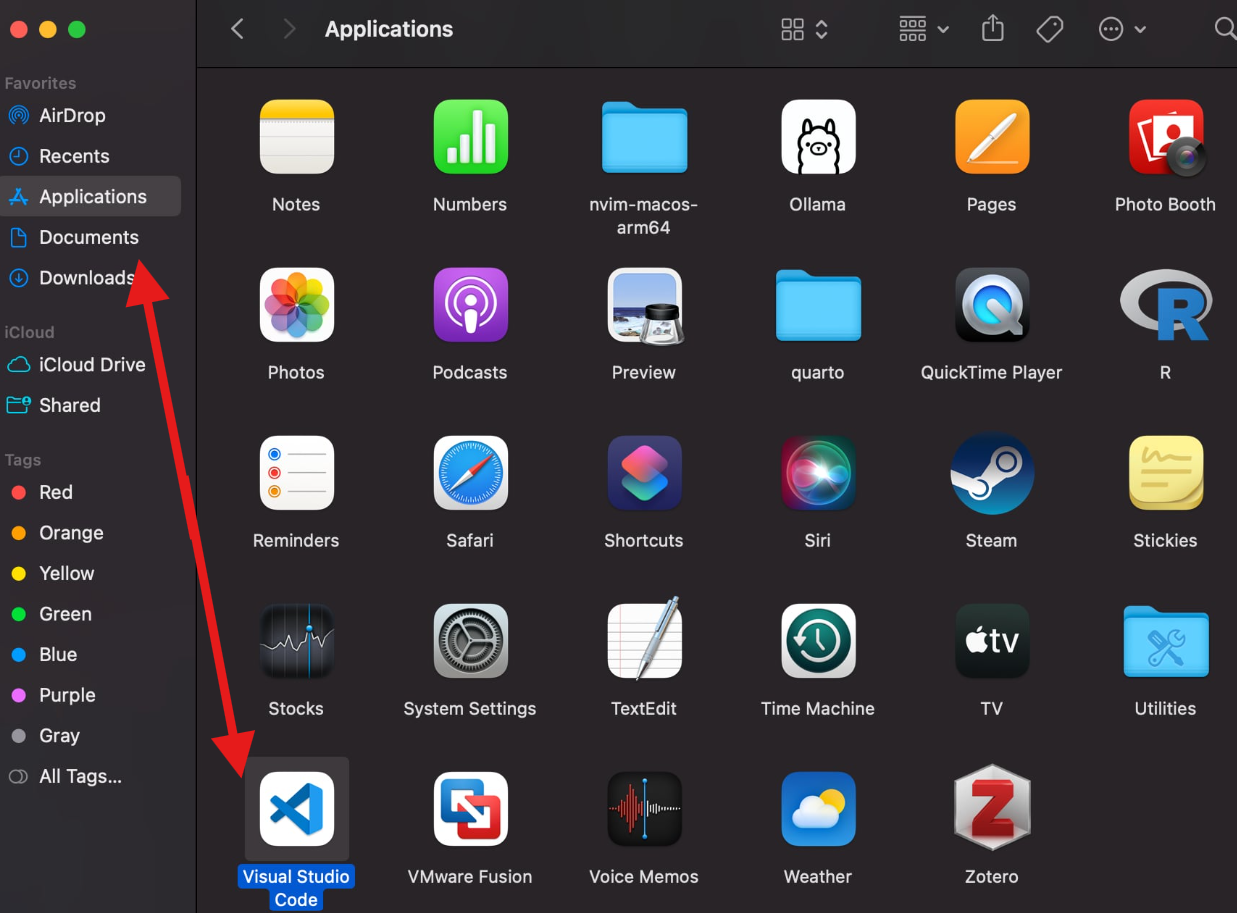 Applications
Favorites
AirDrop
Recents
Applications
Documents
Downloads
iCloud
iCloud Drive
Shared
Tags
Red
Orange
Yellow
Green
Blue
Purple
Gray
All Tags...
Notes
Numbers
nvim-macos-
arm64
Ollama
Pages
Photo Booth
Photos
Podcasts
Preview
quarto
QuickTime Player
R
R
Reminders
Safari
Shortcuts
Siri
Steam
Stickies
tv
Stocks
System Settings
TextEdit
Time Machine
TV
Utilities
Z
Visual Studio
Code
VMware Fusion
Voice Memos
Weather
Zotero